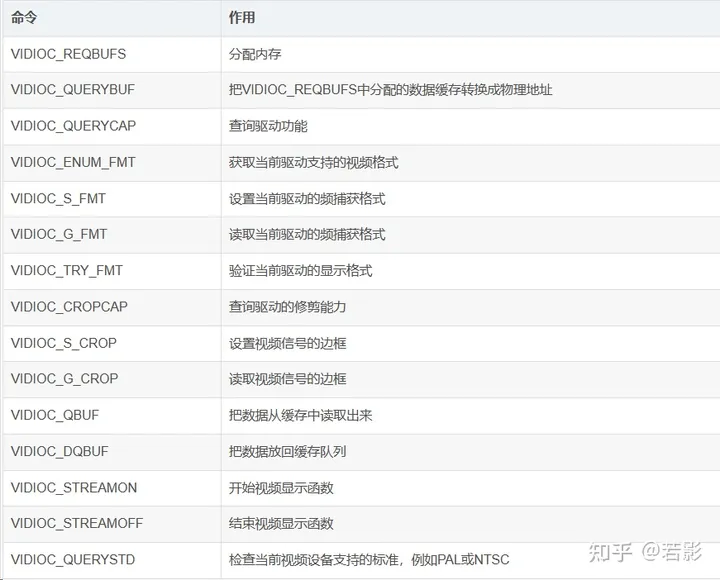 命令 作用
VIDIOC_REQBUFS 分配内存
VIDIOC_QUERYBUF 把VIDIOC_REQBUFS中分配的数据缓存转换成物理地址
VIDIOC_QUERYCAP 查询驱动功能
VIDIOC_ENUM_FMT 获取当前驱动支持的视频格式
VIDIOC_S_FMT 设置当前驱动的频捕获格式
VIDIOC_G_FMT 读取当前驱动的频捕获格式
VIDIOC_TRY_FMT 验证当前驱动的显示格式
VIDIOC_CROPCAP 查询驱动的修剪能力
VIDIOC_S_CROP 设置视频信号的边框
VIDIOC_G_CROP 读取视频信号的边框
VIDIOC_QBUF 把数据从缓存中读取出来
VIDIOC_DQBUF 把数据放回缓存队列
VIDIOC_STREAMON 开始视频显示函数
VIDIOC_STREAMOFF 结束视频显示函数
VIDIOC_QUERYSTD 检查当前视频设备支持的标准，例如PAL或NTSC
知乎 @若影